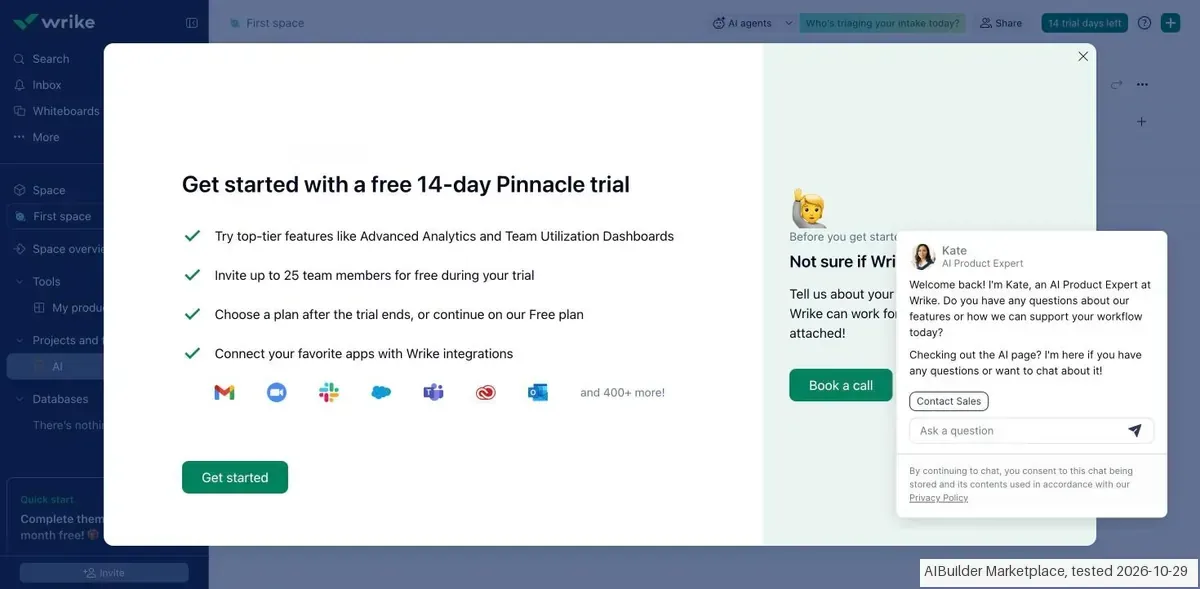 wrike
First space
AI agents
Who's triaging your intake today?
Share
14 trial days left
Search
Inbox
Whiteboards
More
Space
First space
Space overvie
Tools
My produ
Projects and f
AI
Databases
There's nothin
Quick start
Complete them
month free!
Invite
Get started with a free 14-day Pinnacle trial
Try top-tier features like Advanced Analytics and Team Utilization Dashboards
Invite up to 25 team members for free during your trial
Choose a plan after the trial ends, or continue on our Free plan
Connect your favorite apps with Wrike integrations
and 400+ more!
Get started
Before you get starte
Not sure if Wri
Tell us about your
Wrike can work for
attached!
Book a call
Kate
AI Product Expert
Welcome back! I'm Kate, an AI Product Expert at
Wrike. Do you have any questions about our
features or how we can support your workflow
today?
Checking out the AI page? I'm here if you have
any questions or want to chat about it!
Contact Sales
Ask a question
By continuing to chat, you consent to this chat being
stored and its contents used in accordance with our
Privacy Policy
AIBuilder Marketplace, tested 2026-10-29